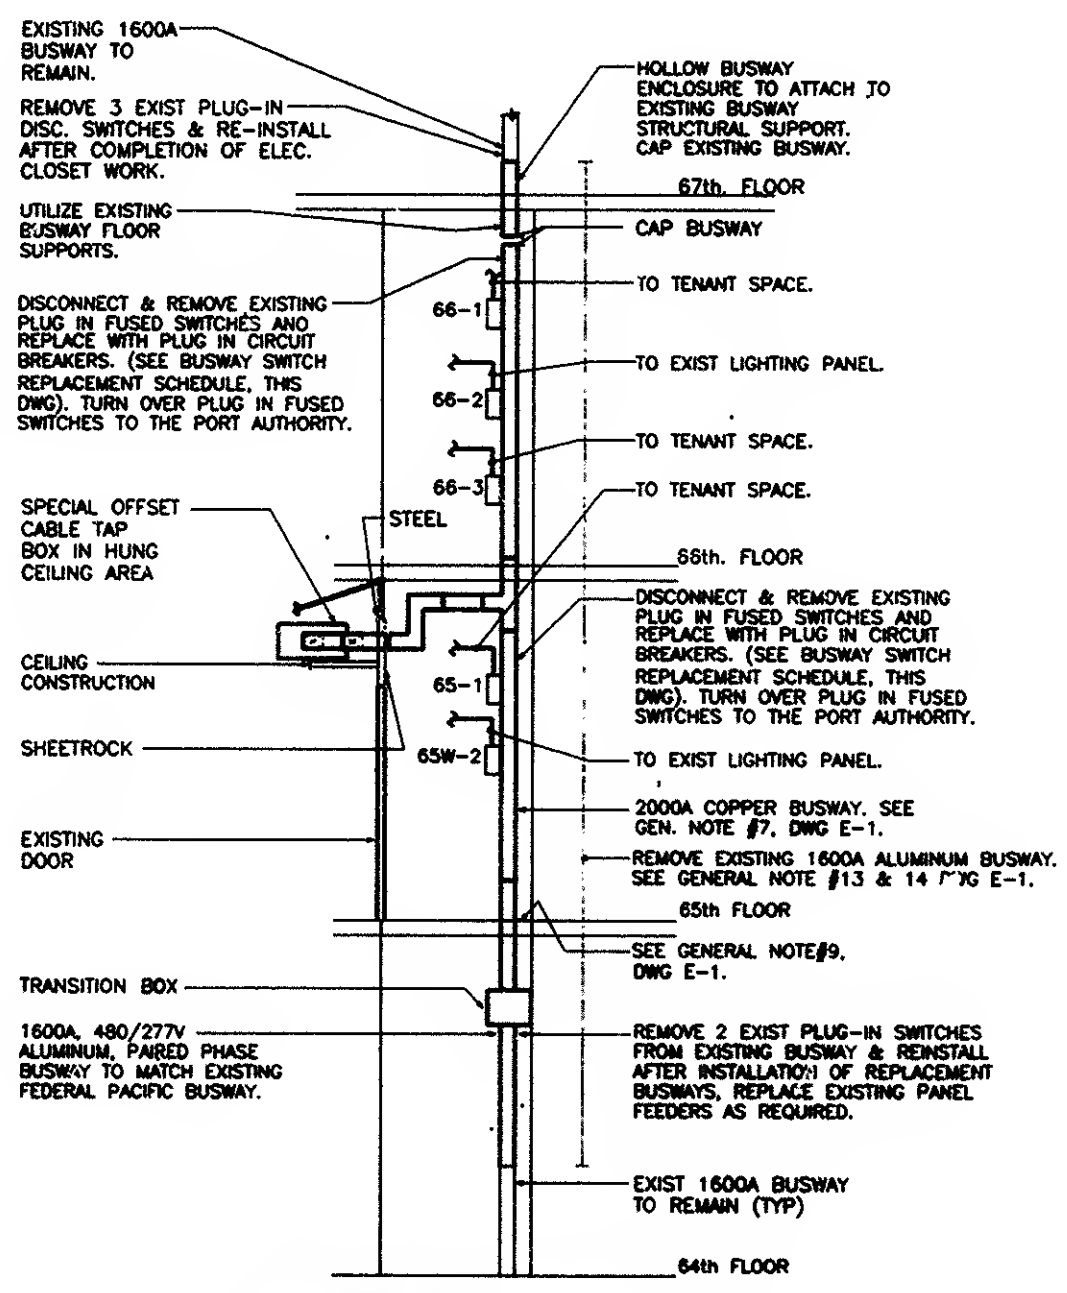 EXISTING 1600A
BUSWAY TO
REMAIN.
REMOVE 3 EXIST PLUG-IN
DISC. SWITCHES & RE-INSTALL
AFTER COMPLETION OF ELEC.
CLOSET WORK.
UTILIZE EXISTING
BUSWAY FLOOR
SUPPORTS.
DISCONNECT & REMOVE EXISTING
PLUG IN FUSED SWITCHES AND
REPLACE WITH PLUG IN CIRCUIT
BREAKERS. (SEE BUSWAY SWITCH
REPLACEMENT SCHEDULE, THIS
DWG). TURN OVER PLUG IN FUSED
SWITCHES TO THE PORT AUTHORITY.
SPECIAL OFFSET
CABLE TAP
BOX IN HUNG
CEILING AREA
CEILING
CONSTRUCTION
SHEETROCK
EXISTING
DOOR
TRANSITION BOX
1600A, 480/277V
ALUMINUM, PAIRED PHASE
BUSWAY TO MATCH EXISTING
FEDERAL PACIFIC BUSWAY.
66-1
66-2
66-3
STEEL
65-1
65W-2
HOLLOW BUSWAY
ENCLOSURE TO ATTACH TO
EXISTING BUSWAY
STRUCTURAL SUPPORT.
CAP EXISTING BUSWAY.
67th. FLOOR
CAP BUSWAY
TO TENANT SPACE.
TO EXIST LIGHTING PANEL.
TO TENANT SPACE.
TO TENANT SPACE.
66th. FLOOR
DISCONNECT & REMOVE EXISTING
PLUG IN FUSED SWITCHES AND
REPLACE WITH PLUG IN CIRCUIT
BREAKERS. (SEE BUSWAY SWITCH
REPLACEMENT SCHEDULE, THIS
DWG). TURN OVER PLUG IN FUSED
SWITCHES TO THE PORT AUTHORITY.
TO EXIST LIGHTING PANEL.
2000A COPPER BUSWAY. SEE
GEN. NOTE #7, DWG E-1.
REMOVE EXISTING 1600A ALUMINUM BUSWAY.
SEE GENERAL NOTE #13 & 14 DWG E-1.
65th FLOOR
SEE GENERAL NOTE#9,
DWG E-1.
REMOVE 2 EXIST PLUG-IN SWITCHES
FROM EXISTING BUSWAY & REINSTALL
AFTER INSTALLATION OF REPLACEMENT
BUSWAYS, REPLACE EXISTING PANEL
FEEDERS AS REQUIRED.
EXIST 1600A BUSWAY
TO REMAIN (TYP)
64th FLOOR